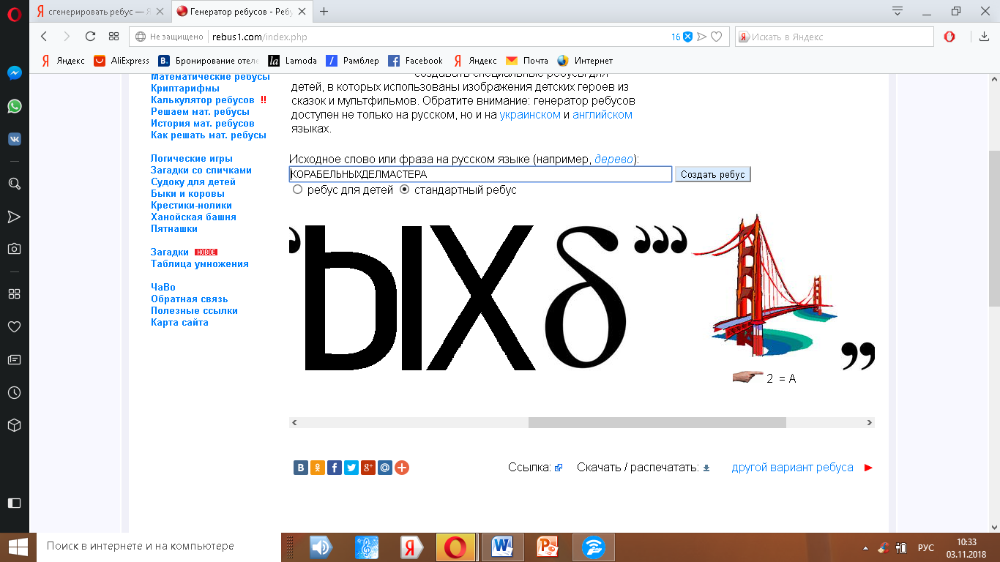 сгенерировать ребус — Я
Генератор ребусов - Ребу
Не защищено rebus1.com/index.php
16
Искать в Яндекс
Яндекс AliExpress Бронирование отеле Lamoda Рамблер Facebook Яндекс Почта Интернет
Математические ребусы
Криптарифмы
Калькулятор ребусов !!
Решаем мат. ребусы
История мат. ребусов
Как решать мат. ребусы
Логические игры
Загадки со спичками
Судоку для детей
Быки и коровы
Крестики-нолики
Ханойская башня
Пятнашки
Загадки НОВОЕ
Таблица умножения
ЧаВо
Обратная связь
Полезные ссылки
Карта сайта
создавать специальные ребусы для
детей, в которых использованы изображения детских героев из
сказок и мультфильмов. Обратите внимание: генератор ребусов
доступен не только на русском, но и на украинском и английском
языках.
Исходное слово или фраза на русском языке (например, дерево):
КОРАБЕЛЬНЫХДЕЛМАСТЕРА Создать ребус
ребус для детей стандартный ребус
’ЫХ δ ’’’
”
2 = А
Ссылка: Скачать / распечатать: другой вариант ребуса
Поиск в интернете и на компьютере
РУС
10:33
03.11.2018